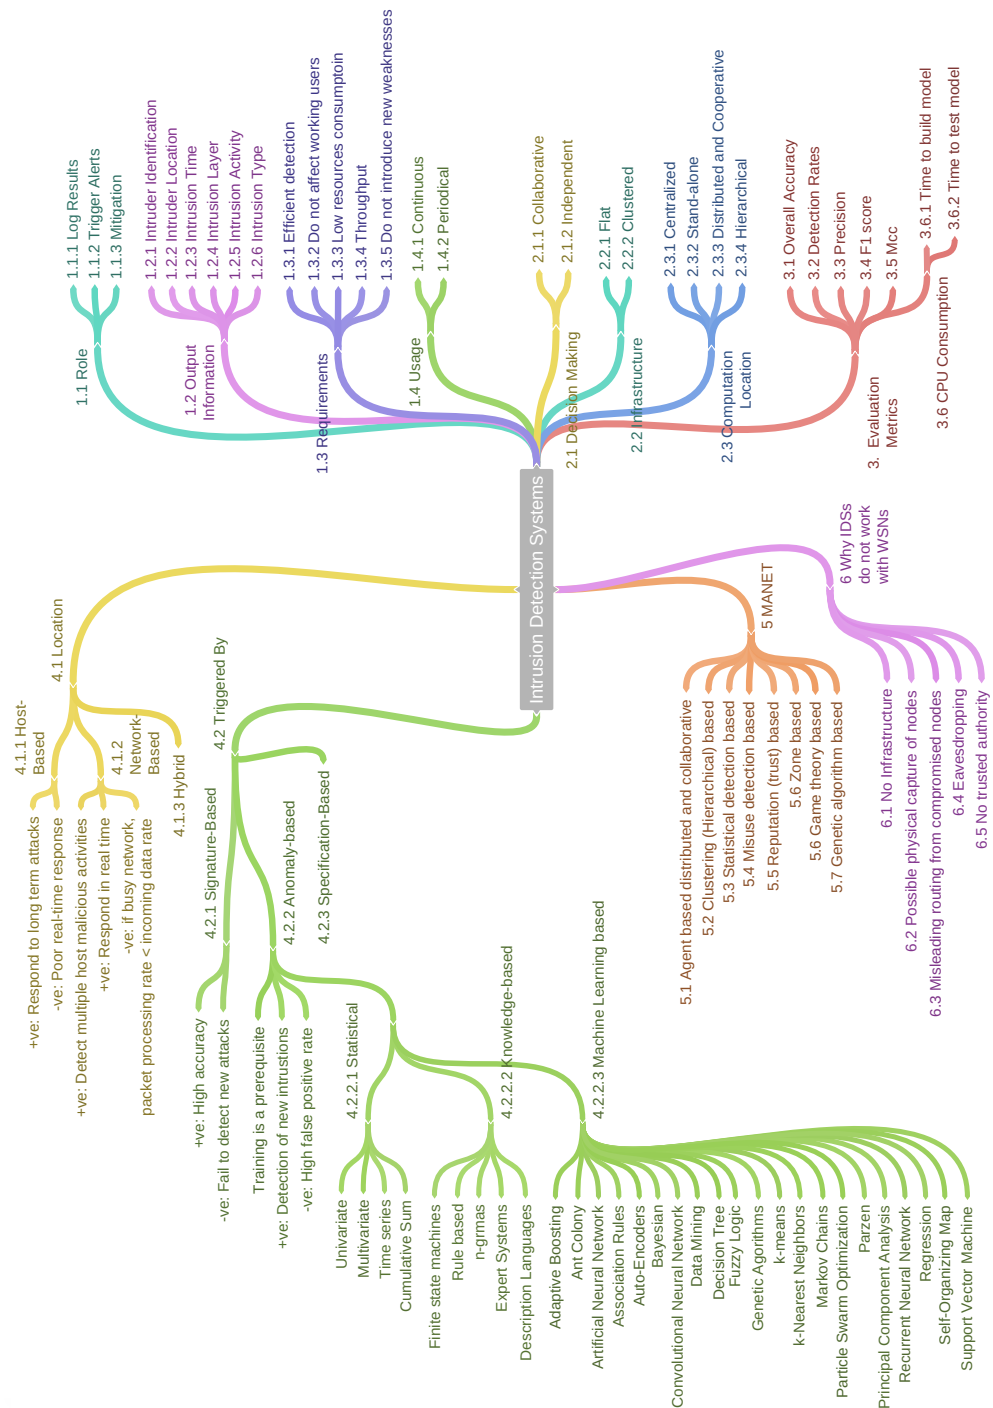 Intrusion Detection Systems
1.1 Role
1.1.1 Log Results
1.1.2 Trigger Alerts
1.1.3 Mitigation
1.2 Output
Information
1.2.1 Intruder Identification
1.2.2 Intruder Location
1.2.3 Intrusion Time
1.2.4 Intrusion Layer
1.2.5 Intrusion Activity
1.2.6 Intrusion Type
1.3 Requirements
1.3.1 Efficient detection
1.3.2 Do not affect working users
1.3.3 Low resources consumptoin
1.3.4 Throughput
1.3.5 Do not introduce new weaknesses
1.4 Usage
1.4.1 Continuous
1.4.2 Periodical
2.1 Decision Making
2.1.1 Collaborative
2.1.2 Independent
2.2 Infrastructure
2.2.1 Flat
2.2.2 Clustered
2.3 Computation
Location
2.3.1 Centralized
2.3.2 Stand-alone
2.3.3 Distributed and Cooperative
2.3.4 Hierarchical
3. Evaluation
Metrics
3.1 Overall Accuracy
3.2 Detection Rates
3.3 Precision
3.4 F1 score
3.5 Mcc
3.6 CPU Consumption
3.6.1 Time to build model
3.6.2 Time to test model
4.1 Location
4.1.1 Host-
Based
+ve: Respond to long term attacks
-ve: Poor real-time response
4.1.2
Network-
Based
+ve: Detect multiple host malicious activities
+ve: Respond in real time
-ve: if busy network,
packet processing rate < incoming data rate
4.1.3 Hybrid
4.2 Triggered By
4.2.1 Signature-Based
+ve: High accuracy
-ve: Fail to detect new attacks
4.2.2 Anomaly-based
Training is a prerequisite
+ve: Detection of new intrustions
-ve: High false positive rate
4.2.3 Specification-Based
4.2.2.1 Statistical
Univariate
Multivariate
Time series
Cumulative Sum
4.2.2.2 Knowledge-based
Finite state machines
Rule based
n-grmas
Expert Systems
Description Languages
4.2.2.3 Machine Learning based
Adaptive Boosting
Ant Colony
Artificial Neural Network
Association Rules
Auto-Encoders
Bayesian
Convolutional Neural Network
Data Mining
Decision Tree
Fuzzy Logic
Genetic Agorithms
k-means
k-Nearest Neighbors
Markov Chains
Particle Swarm Optimization
Parzen
Principal Component Analysis
Recurrent Neural Network
Regression
Self-Organizing Map
Support Vector Machine
5 MANET
5.1 Agent based distributed and collaborative
5.2 Clustering (Hierarchical) based
5.3 Statistical detection based
5.4 Misuse detection based
5.5 Reputation (trust) based
5.6 Zone based
5.6 Game theory based
5.7 Genetic algorithm based
6 Why IDSs
do not work
with WSNs
6.1 No Infrastructure
6.2 Possible physical capture of nodes
6.3 Misleading routing from compromised nodes
6.4 Eavesdropping
6.5 No trusted authority